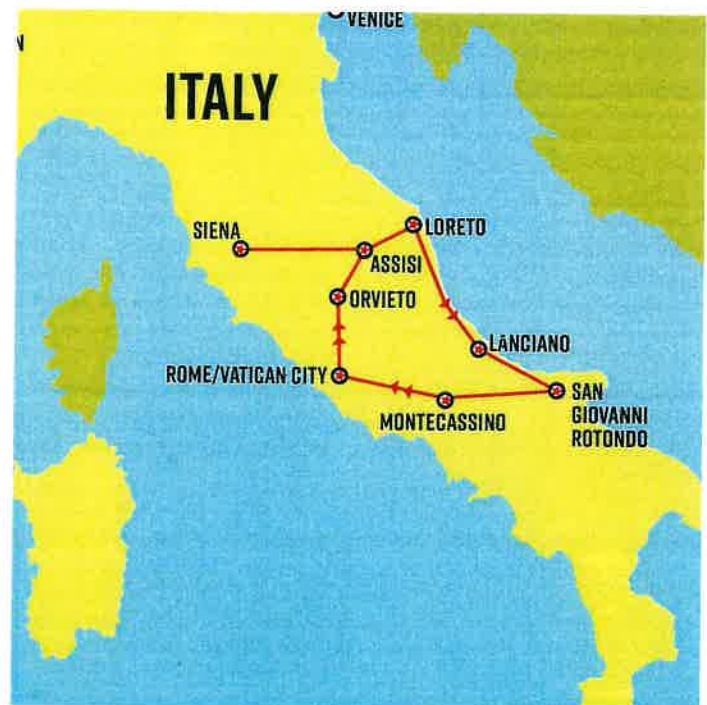 VENICE
N
ITALY
SIENA
LORETO
ASSISI
ORVIETO
LANCIANO
ROME/VATICAN CITY
MONTECASSINO
SAN
GIOVANNI
ROTONDO